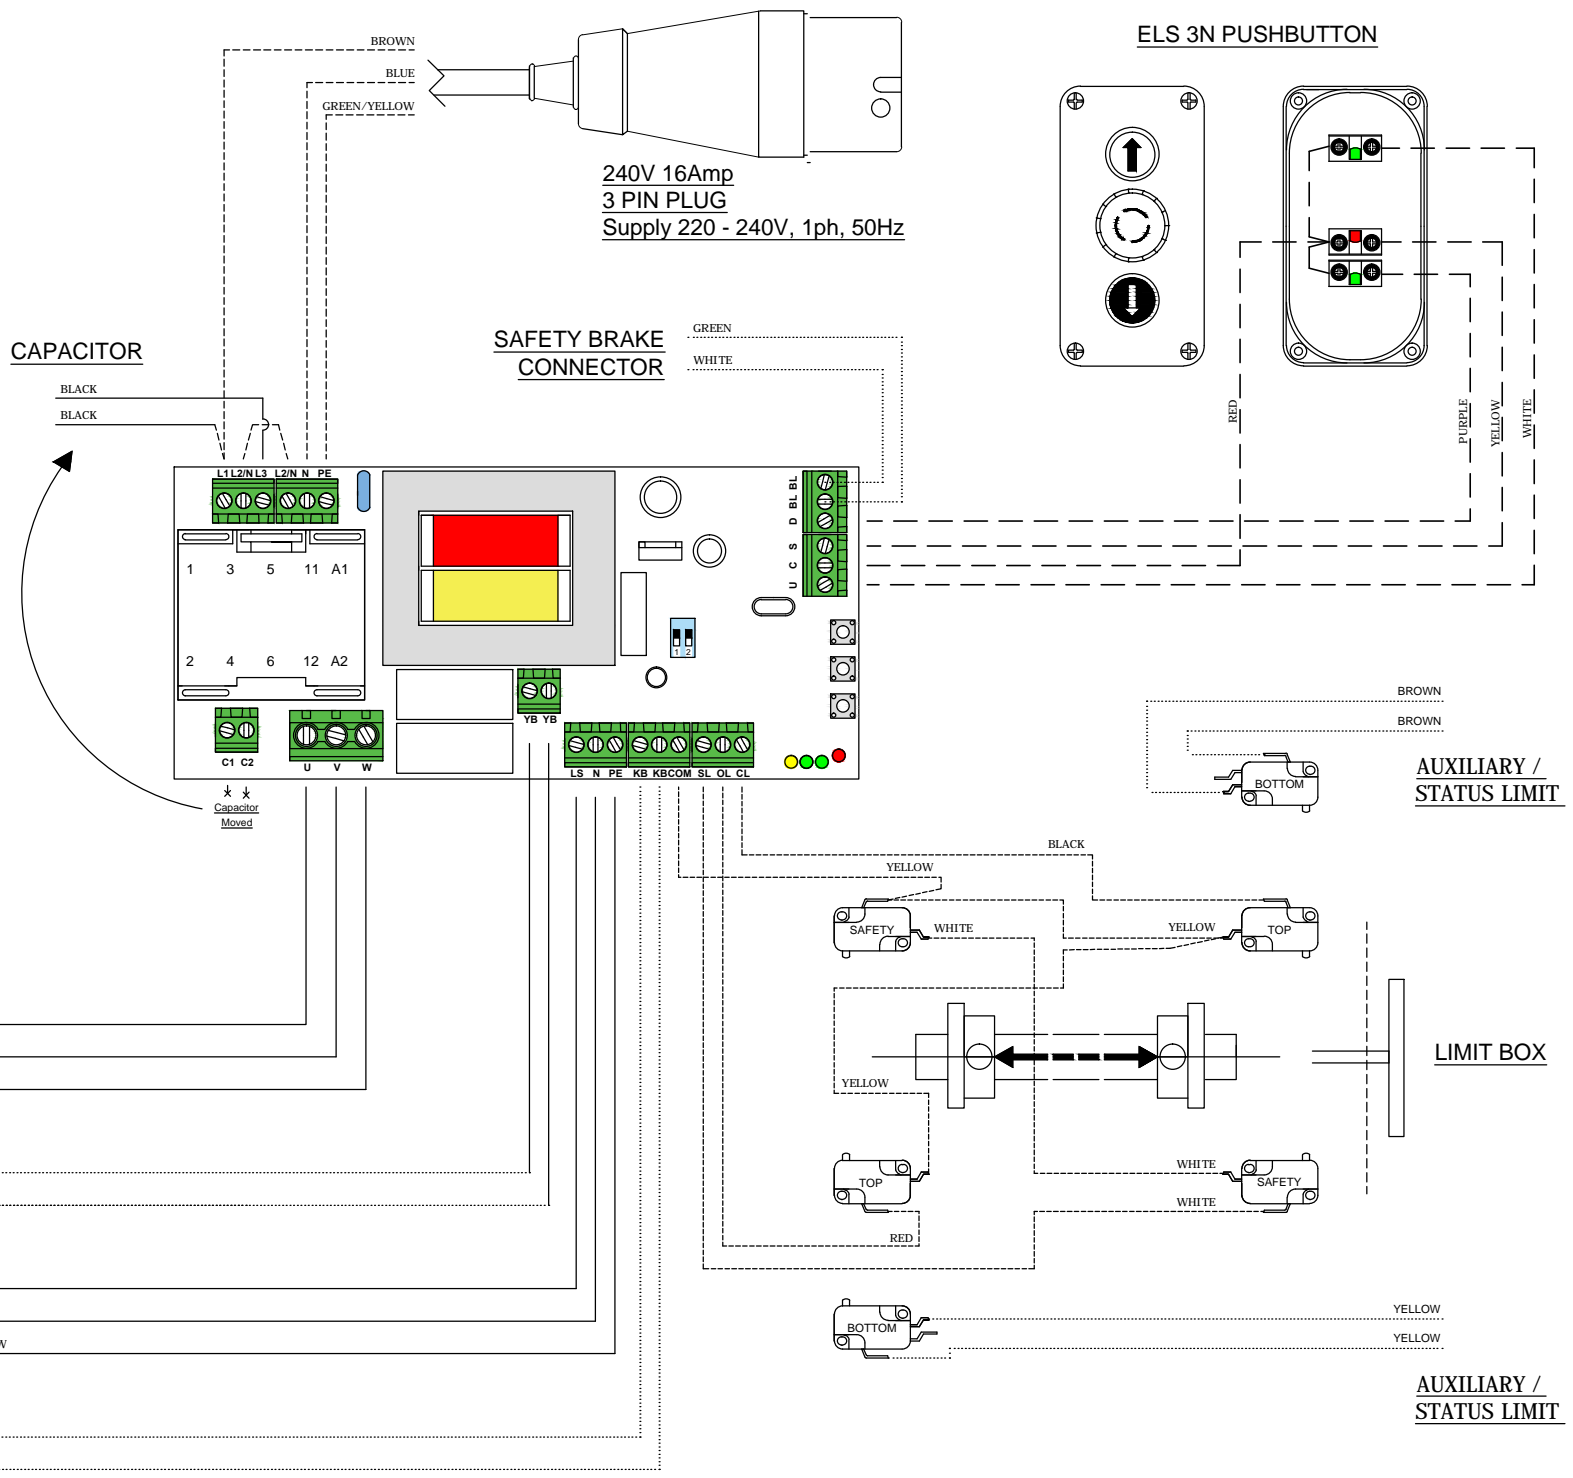 BROWN
BLUE
GREEN/YELLOW
240V 16Amp
3 PIN PLUG
Supply 220 - 240V, 1ph, 50Hz
ELS 3N PUSHBUTTON
RED
PURPLE
YELLOW
WHITE
CAPACITOR
BLACK
BLACK
SAFETY BRAKE
CONNECTOR
GREEN
WHITE
L1 L2/N L3 L2/N N PE
1 3 5 11 A1
2 4 6 12 A2
BL
BL
D
S
C
U
1 2
YB YB
C1 C2
U V W
LS N PE KB KB COM SL OL CL
Capacitor
Moved
BROWN
BROWN
BOTTOM
AUXILIARY /
STATUS LIMIT
BLACK
YELLOW
SAFETY
WHITE
YELLOW
TOP
LIMIT BOX
YELLOW
TOP
RED
WHITE
WHITE
SAFETY
BOTTOM
YELLOW
YELLOW
AUXILIARY /
STATUS LIMIT
W